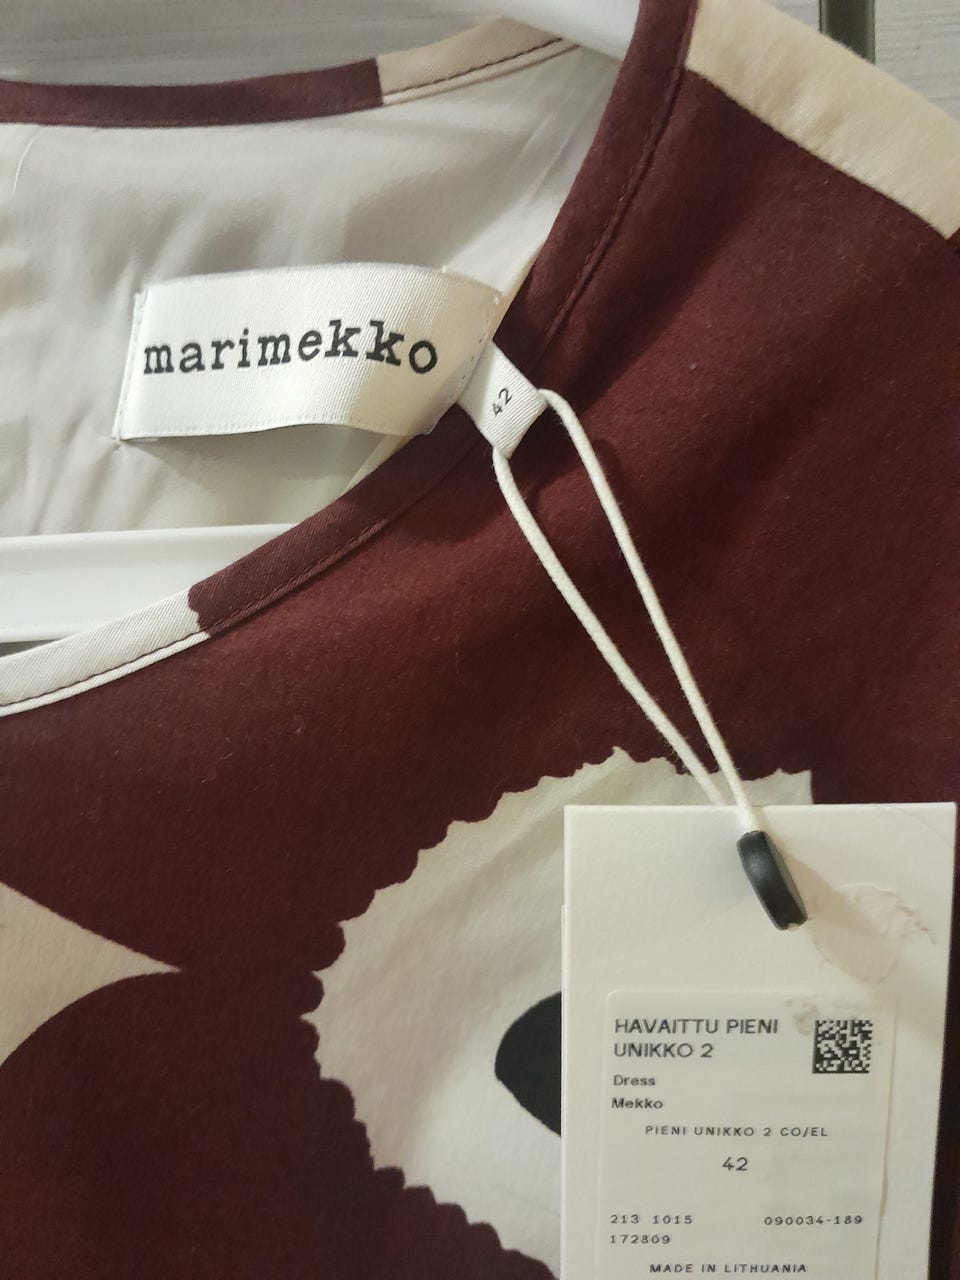 marimekko
42
HAVAITTU PIENI
UNIKKO 2
Dress
Mekko
PIENI UNIKKO 2 CO/EL
42
213 1015 090034-189
172809
MADE IN LITHUANIA